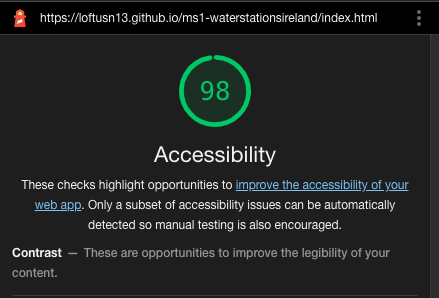 https://loftusn13.github.io/ms1-waterstationsireland/index.html
98
Accessibility
These checks highlight opportunities to improve the accessibility of your
web app. Only a subset of accessibility issues can be automatically
detected so manual testing is also encouraged.
Contrast — These are opportunities to improve the legibility of your
content.